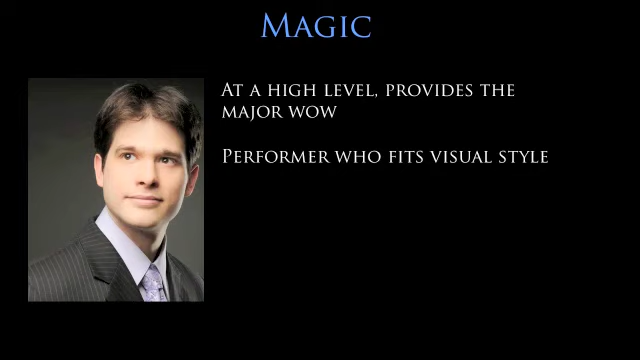 Magic
At a high level, provides the
major wow
Performer who fits visual style